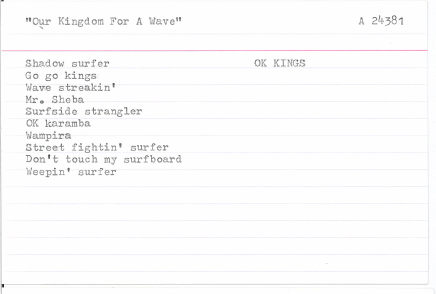 "Our Kingdom For A Wave" A 24381
Shadow surfer OK KINGS
Go go kings
Wave streakin'
Mr. Sheba
Surfside strangler
OK karamba
Wampira
Street fightin' surfer
Don't touch my surfboard
Weepin' surfer